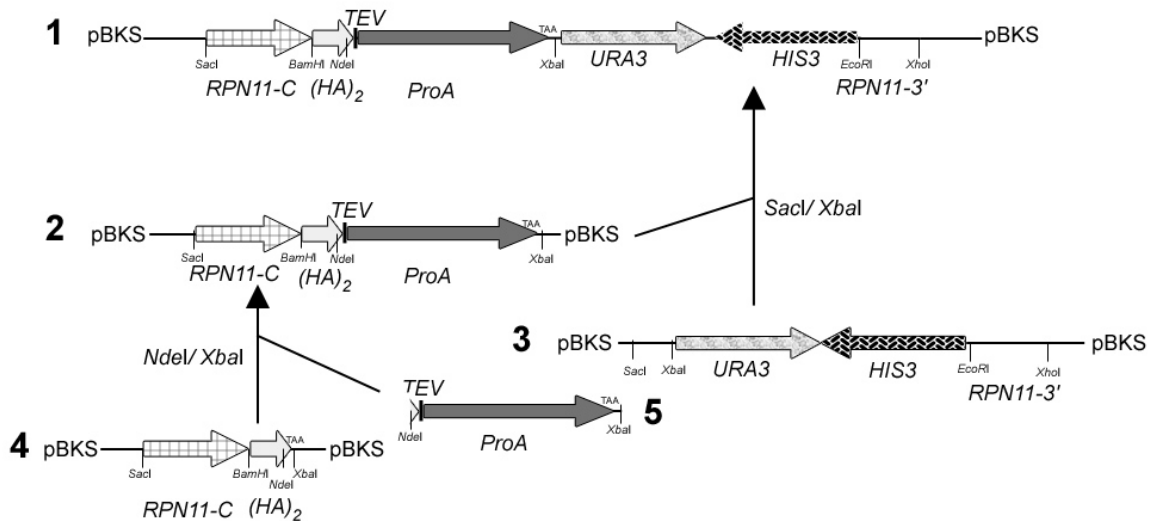 TEV
1 pBKS TAA pBKS
SacI BamHI NdeI XbaI URA3 HIS3 EcoRI XhoI
RPN11-C (HA)2 ProA RPN11-3'
TEV
2 pBKS TAA pBKS SacI/ XbaI
SacI BamHI NdeI XbaI
RPN11-C (HA)2 ProA
3 pBKS pBKS
NdeI/ XbaI SacI XbaI URA3 HIS3 EcoRI XhoI
RPN11-3'
TEV TAA 5
NdeI ProA XbaI
4 pBKS TAA pBKS
SacI BamHI NdeI XbaI
RPN11-C (HA)2